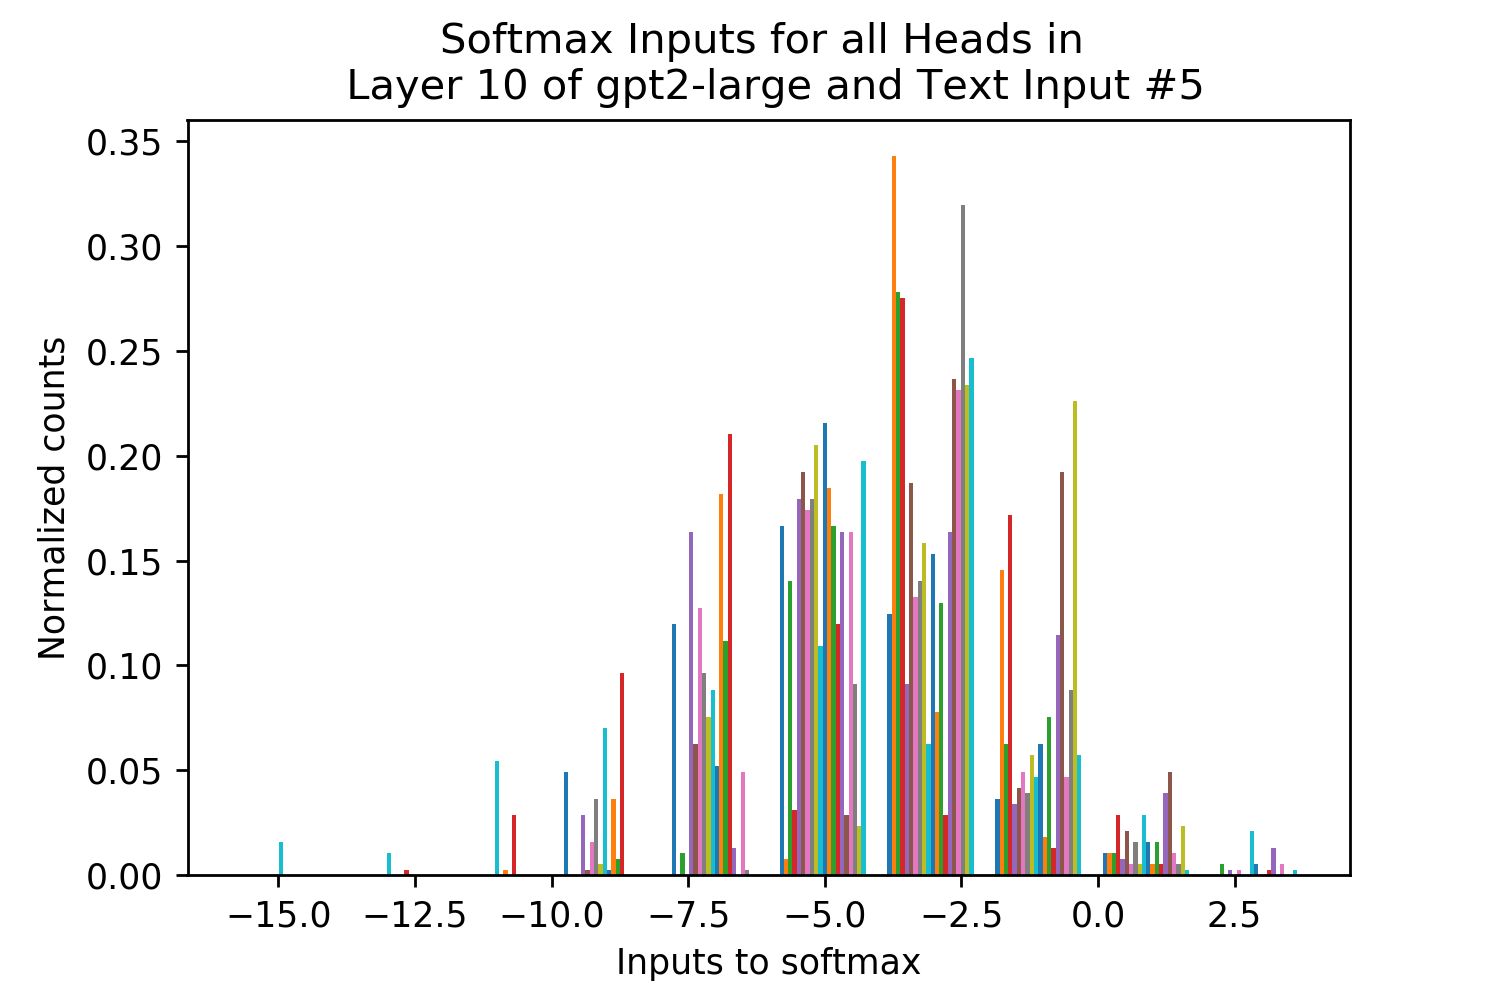 Softmax Inputs for all Heads in
Layer 10 of gpt2-large and Text Input #5
0.35
0.30
0.25
0.20
0.15
0.10
0.05
0.00
Normalized counts
−15.0 −12.5 −10.0 −7.5 −5.0 −2.5 0.0 2.5
Inputs to softmax